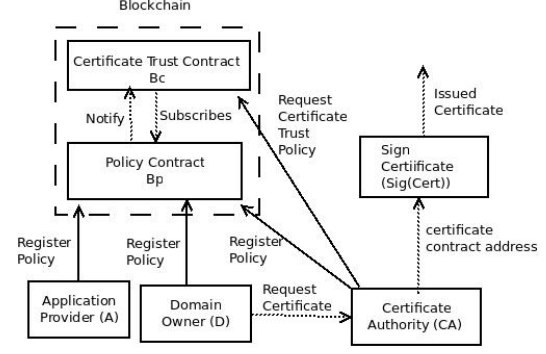 Blockchain
Certificate Trust Contract
Bc
Notify
Subscribes
Policy Contract
Bp
Request
Certificate
Trust
Policy
Issued
Certificate
Sign
Certiificate
(Sig(Cert))
certificate
contract address
Register
Policy
Register
Policy
Register
Policy
Request
Certificate
Application
Provider (A)
Domain
Owner (D)
Certificate
Authority (CA)